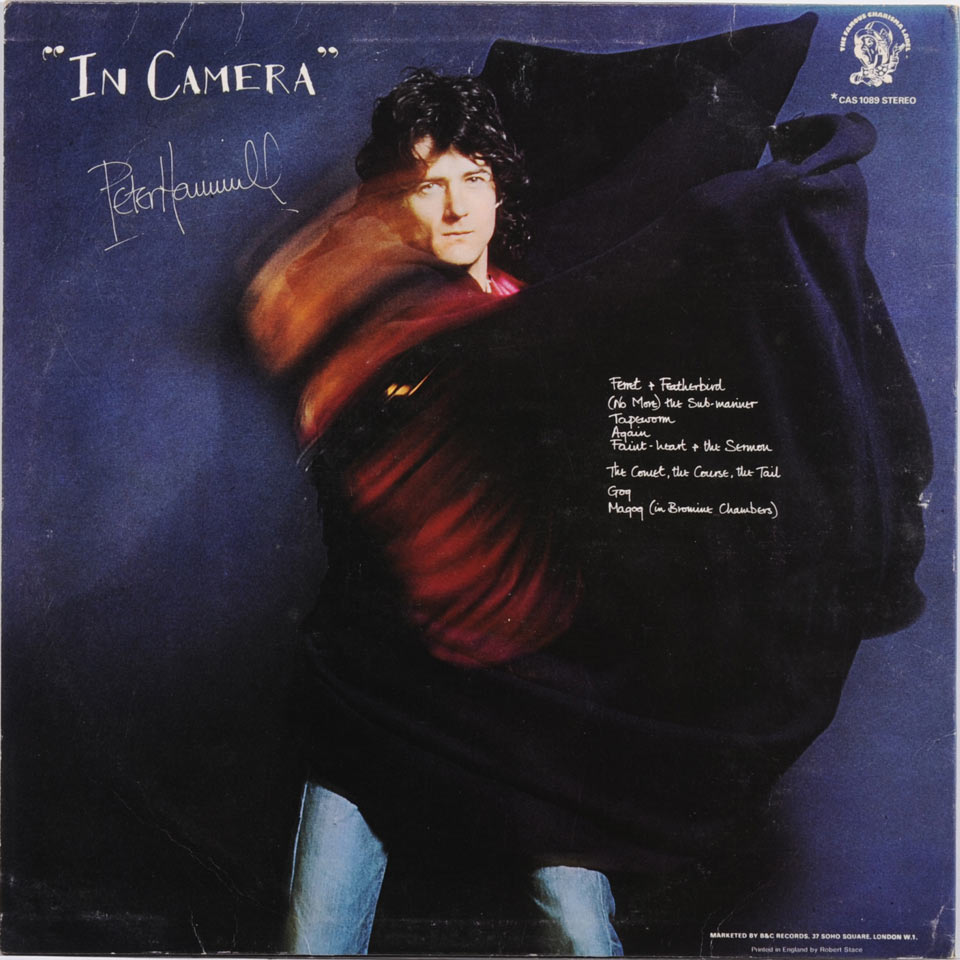 “IN CAMERA”
Peter Hammill
THE FAMOUS CHARISMA LABEL
*CAS 1089 STEREO
Ferret + Featherbird
(No More) the Sub-mariner
Tapeworm
Again
Faint-heart + the Sermon
The Comet, the Course, the Tail
Gog
Magog (in Bromine Chambers)
MARKETED BY B&C RECORDS, 37 SOHO SQUARE, LONDON W.1.
Printed in England by Robert Stace